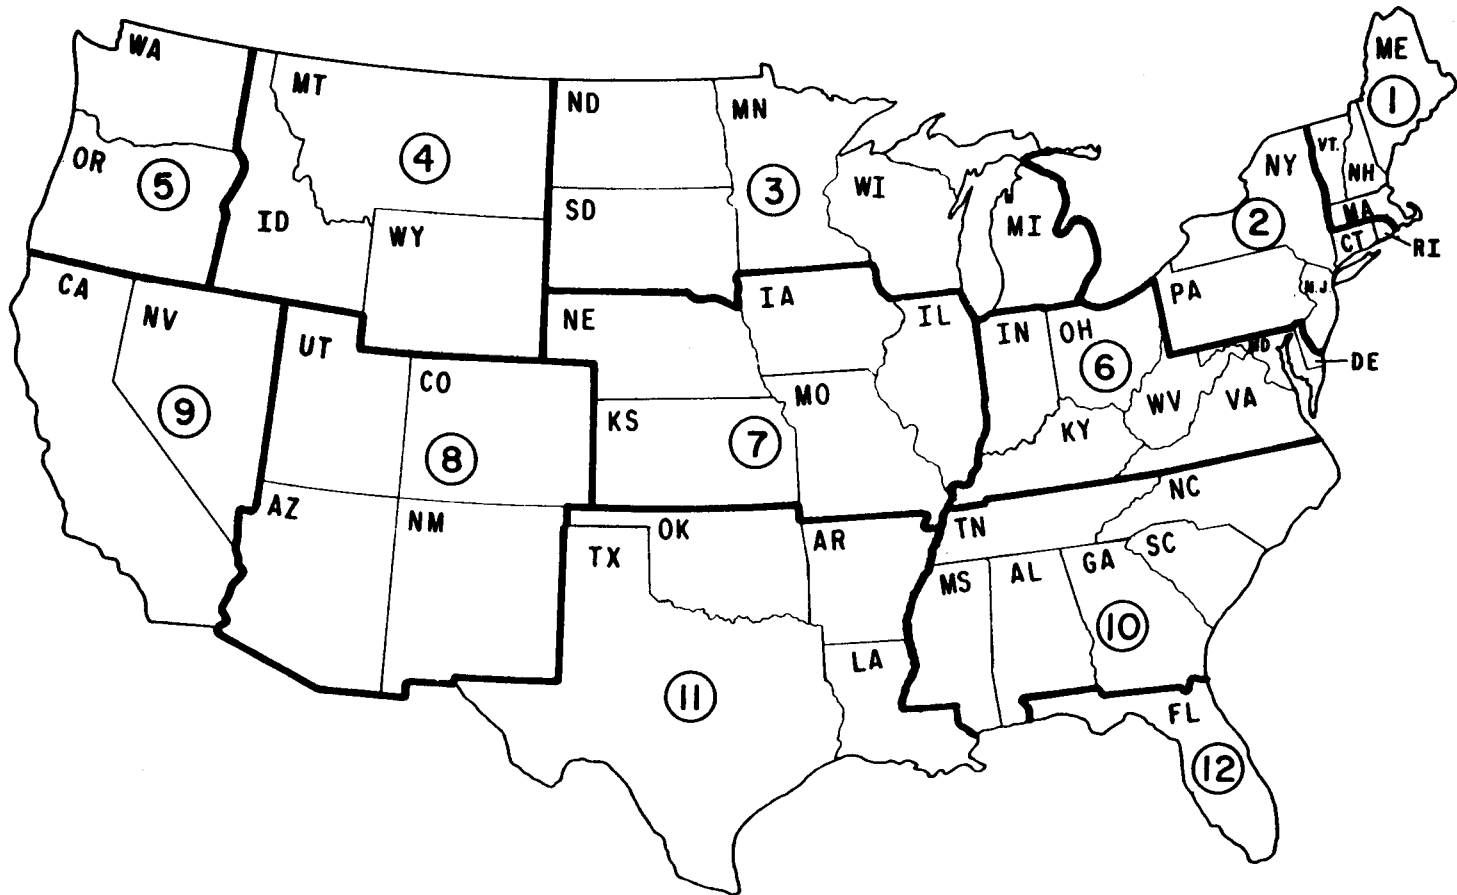 WA
MT
ND
MN
ME
1
OR
5
4
3
WI
NY
VT.
NH
ID
WY
SD
MI
2
MA
CT
RI
CA
NV
UT
NE
IA
IL
IN
OH
PA
N.J
MD
DE
9
CO
8
KS
7
MO
6
KY
WV
VA
AZ
NM
OK
TX
AR
TN
NC
SC
MS
AL
GA
10
LA
11
FL
12